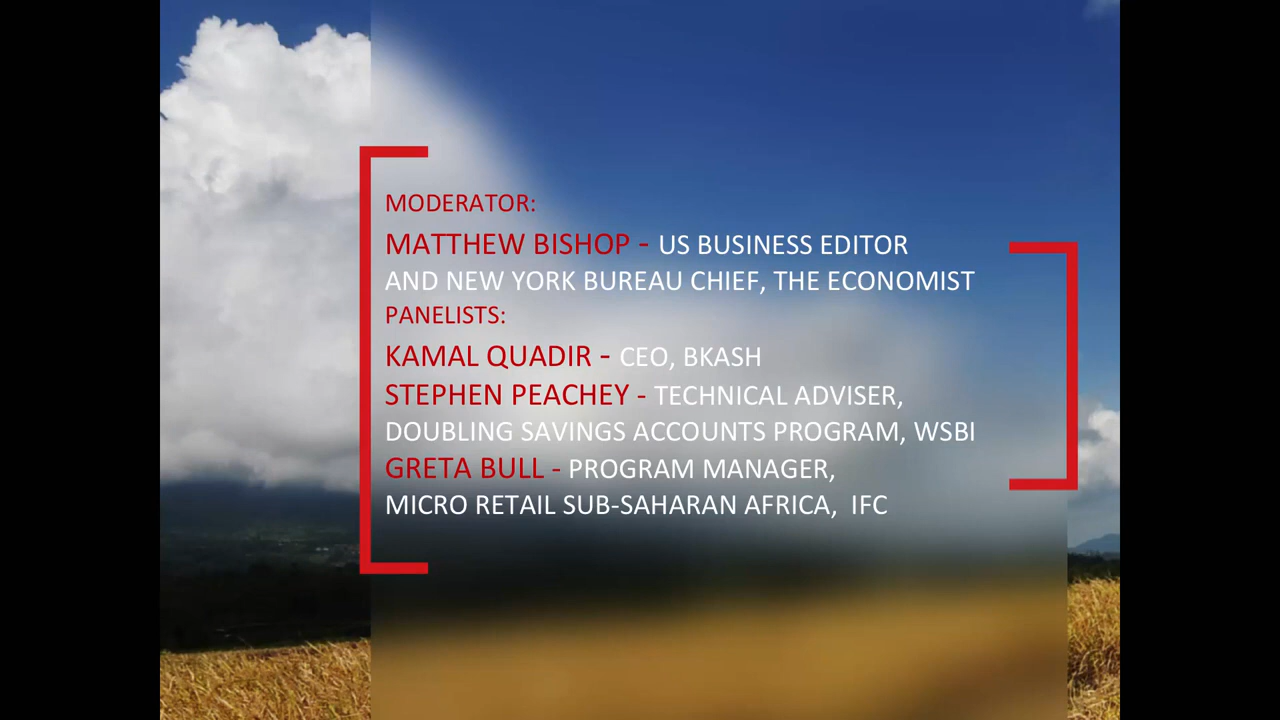 MODERATOR:
MATTHEW BISHOP - US BUSINESS EDITOR
AND NEW YORK BUREAU CHIEF, THE ECONOMIST
PANELISTS:
KAMAL QUADIR - CEO, BKASH
STEPHEN PEACHEY - TECHNICAL ADVISER,
DOUBLING SAVINGS ACCOUNTS PROGRAM, WSBI
GRETA BULL - PROGRAM MANAGER,
MICRO RETAIL SUB-SAHARAN AFRICA, IFC